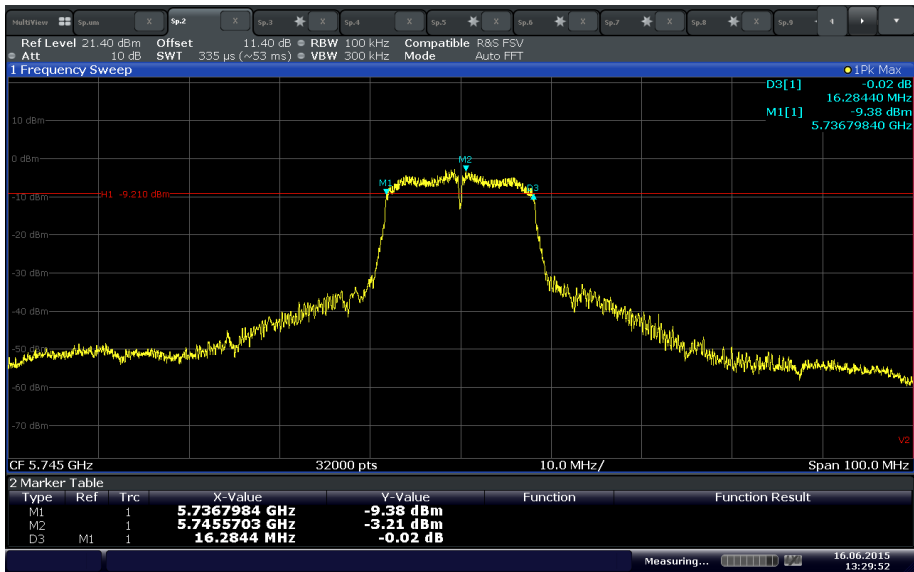 MultiView Sp.um X Sp.2 X Sp.3 X Sp.4 X Sp.5 X Sp.6 X Sp.7 X Sp.8 X Sp.9
Ref Level 21.40 dBm Offset 11.40 dB RBW 100 kHz Compatible R&S FSV
Att 10 dB SWT 335 µs (~53 ms) VBW 300 kHz Mode Auto FFT
1 Frequency Sweep 1Pk Max
D3[1] -0.02 dB
16.28440 MHz
M1[1] -9.38 dBm
5.73679840 GHz
10 dBm
0 dBm
M2
M1
D3
H1 -9.210 dBm
-10 dBm
-20 dBm
-30 dBm
-40 dBm
-60 dBm
-70 dBm
V2
CF 5.745 GHz 32000 pts 10.0 MHz/ Span 100.0 MHz
2 Marker Table
Type Ref Trc X-Value Y-Value Function Function Result
M1 1 5.7367984 GHz -9.38 dBm
M2 1 5.7455703 GHz -3.21 dBm
D3 M1 1 16.2844 MHz -0.02 dB
Measuring... 16.06.2015
13:29:52